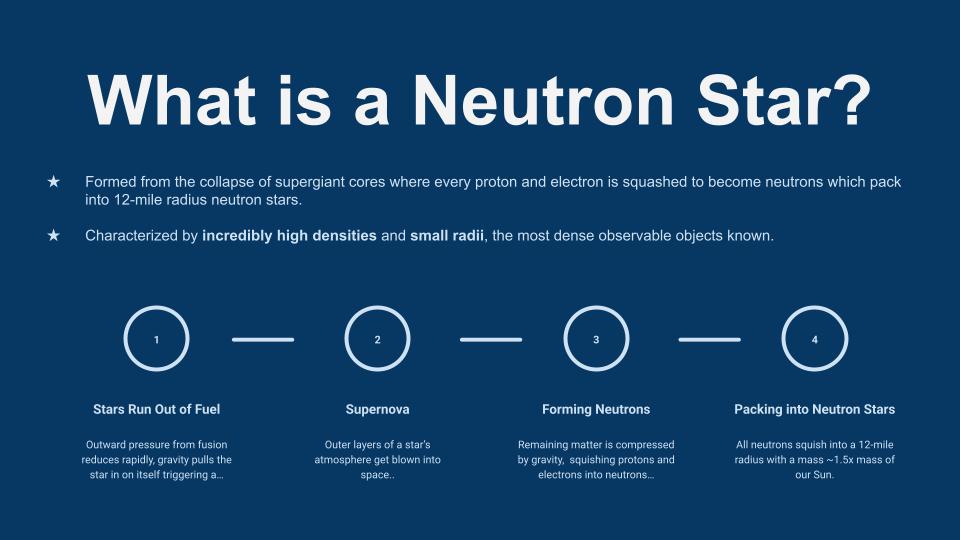 What is a Neutron Star?
★ Formed from the collapse of supergiant cores where every proton and electron is squashed to become neutrons which pack
into 12-mile radius neutron stars.
★ Characterized by incredibly high densities and small radii, the most dense observable objects known.
1
2
3
4
Stars Run Out of Fuel
Supernova
Forming Neutrons
Packing into Neutron Stars
Outward pressure from fusion
reduces rapidly, gravity pulls the
star in on itself triggering a…
Outer layers of a star’s
atmosphere get blown into
space..
Remaining matter is compressed
by gravity,  squishing protons and
electrons into neutrons…
All neutrons squish into a 12-mile
radius with a mass ~1.5x mass of
our Sun.